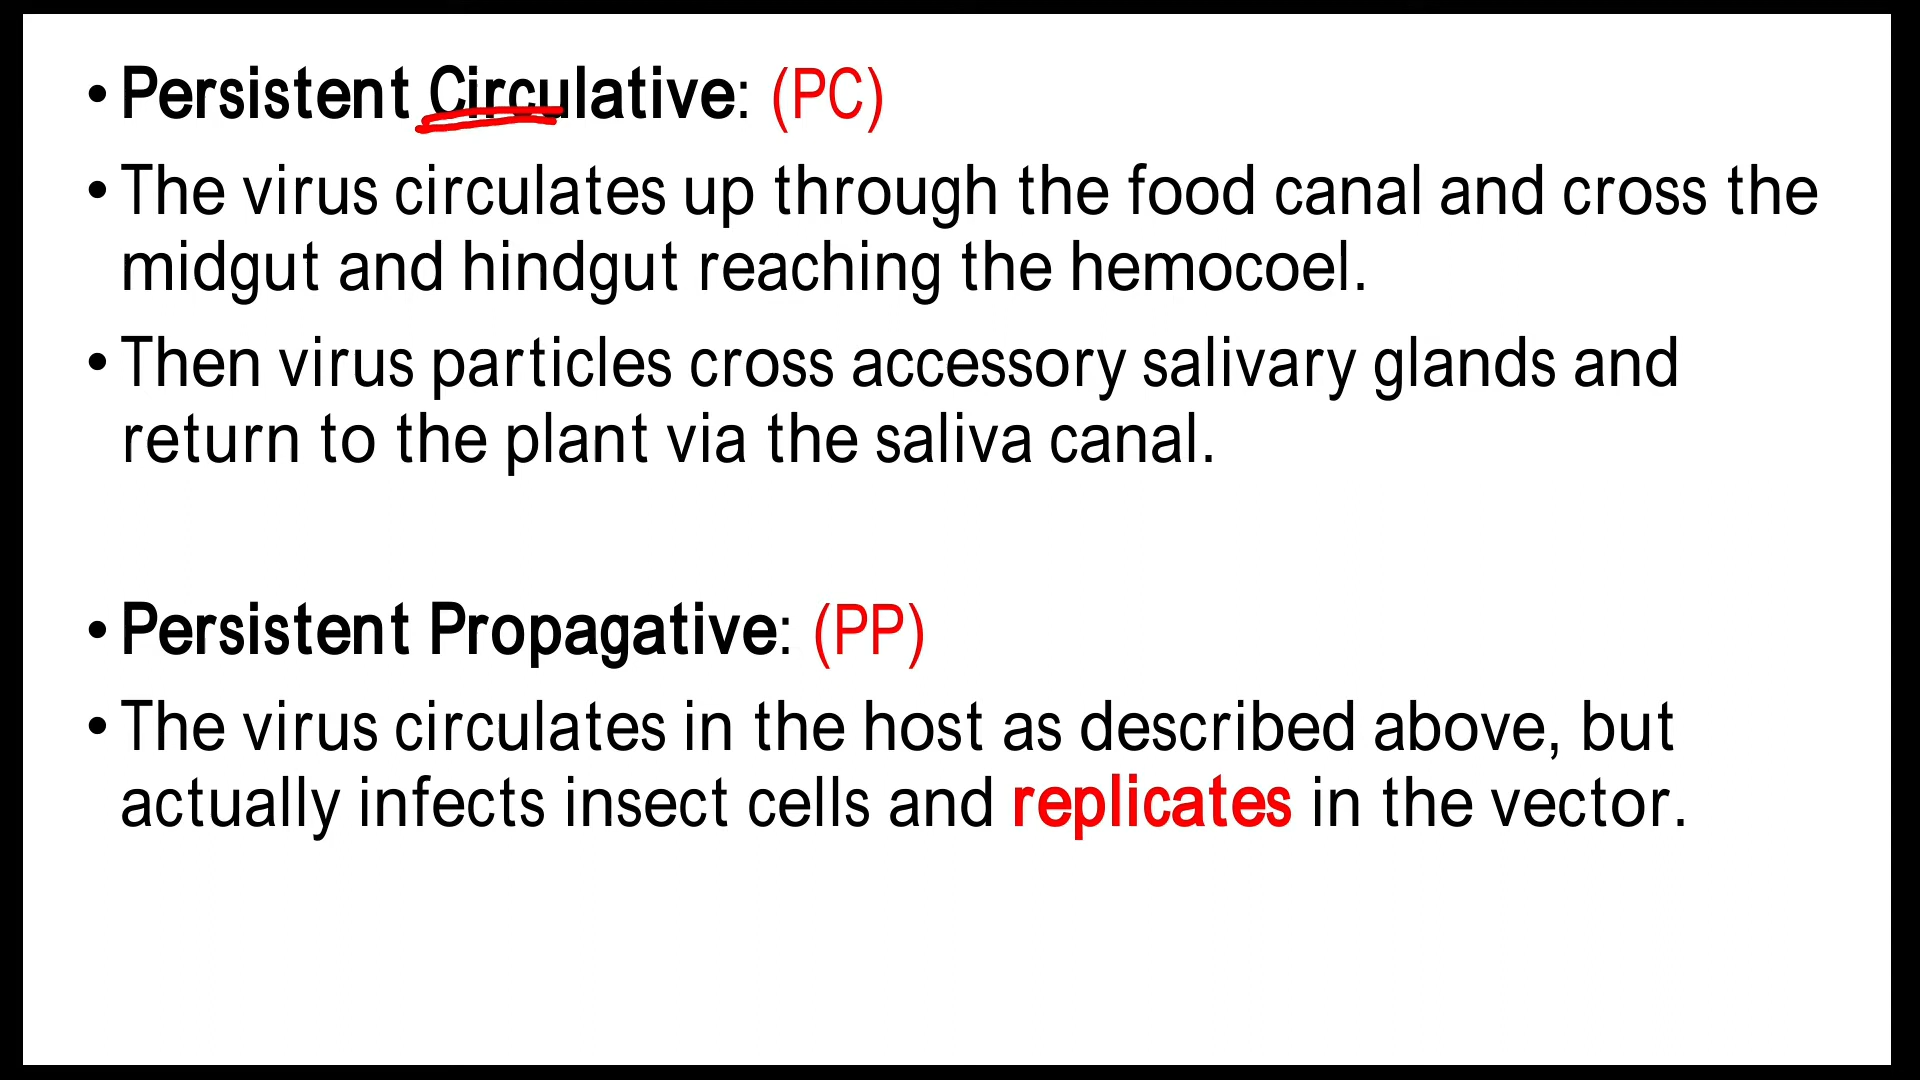 • Persistent Circulative: (PC)
• The virus circulates up through the food canal and cross the
midgut and hindgut reaching the hemocoel.
• Then virus particles cross accessory salivary glands and
return to the plant via the saliva canal.
• Persistent Propagative: (PP)
• The virus circulates in the host as described above, but
actually infects insect cells and replicates in the vector.